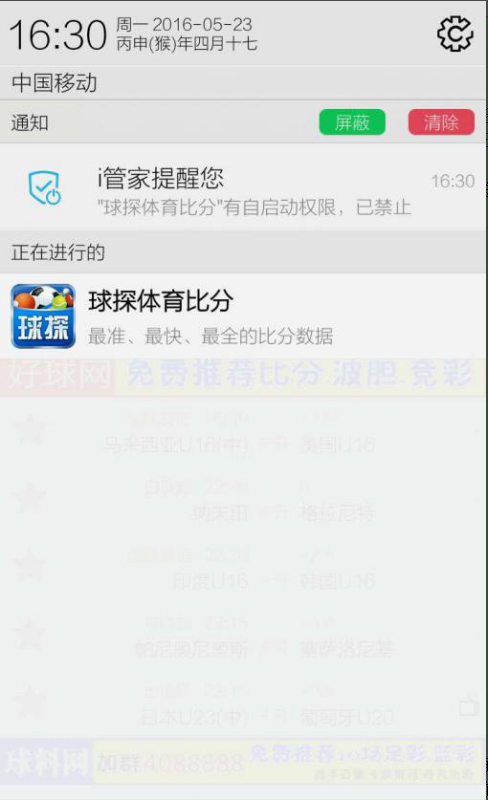 16:30
周一 2016-05-23
丙申(猴)年四月十七
中国移动
通知
屏蔽
清除
i管家提醒您
16:30
"球探体育比分"有自启动权限，已禁止
正在进行的
球探
球探体育比分
最准、最快、最全的比分数据
好球网
免费推荐比分.波胆.竞彩
马来西亚U16(中)
美国U16
纳夫田
格拉尼特
印度U16
韩国U16
帕尼奥尼奥斯
塞萨洛尼基
日本U23(中)
葡萄牙U20
球料网
加群4088888
免费推荐10场足彩.蓝彩